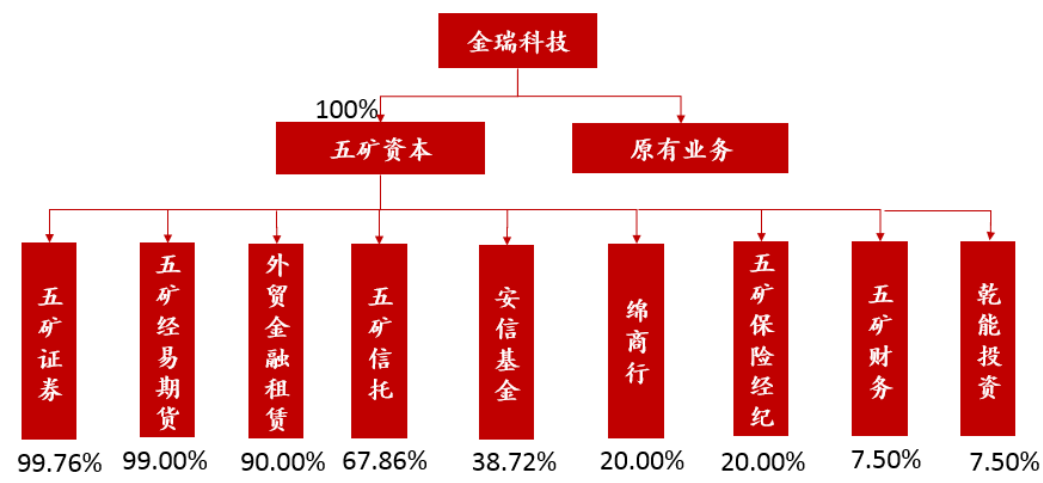 金瑞科技
100%
五矿资本
原有业务
五矿证券
五矿经易期货
外贸金融租赁
五矿信托
安信基金
绵商行
五矿保险经纪
五矿财务
乾能投资
99.76%
99.00%
90.00%
67.86%
38.72%
20.00%
20.00%
7.50%
7.50%